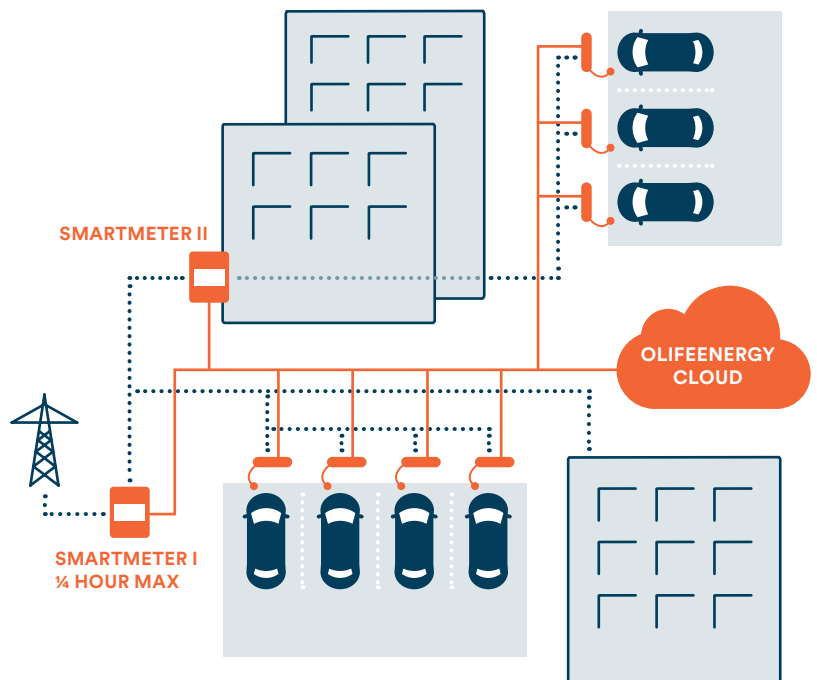 SMARTMETER II
OLIFEENERGY
CLOUD
SMARTMETER I
¼ HOUR MAX